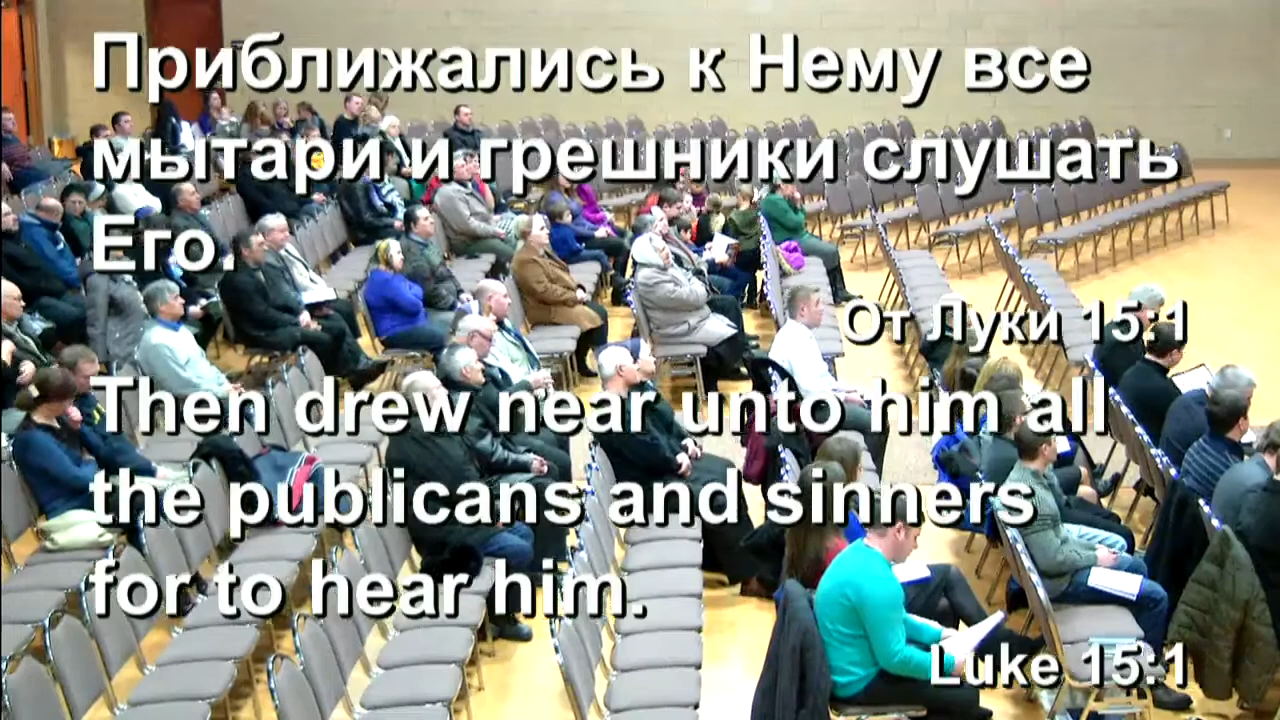 Приближались к Нему все
мытари и грешники слушать
Его.
От Луки 15:1
Then drew near unto him all
the publicans and sinners
for to hear him.
Luke 15:1